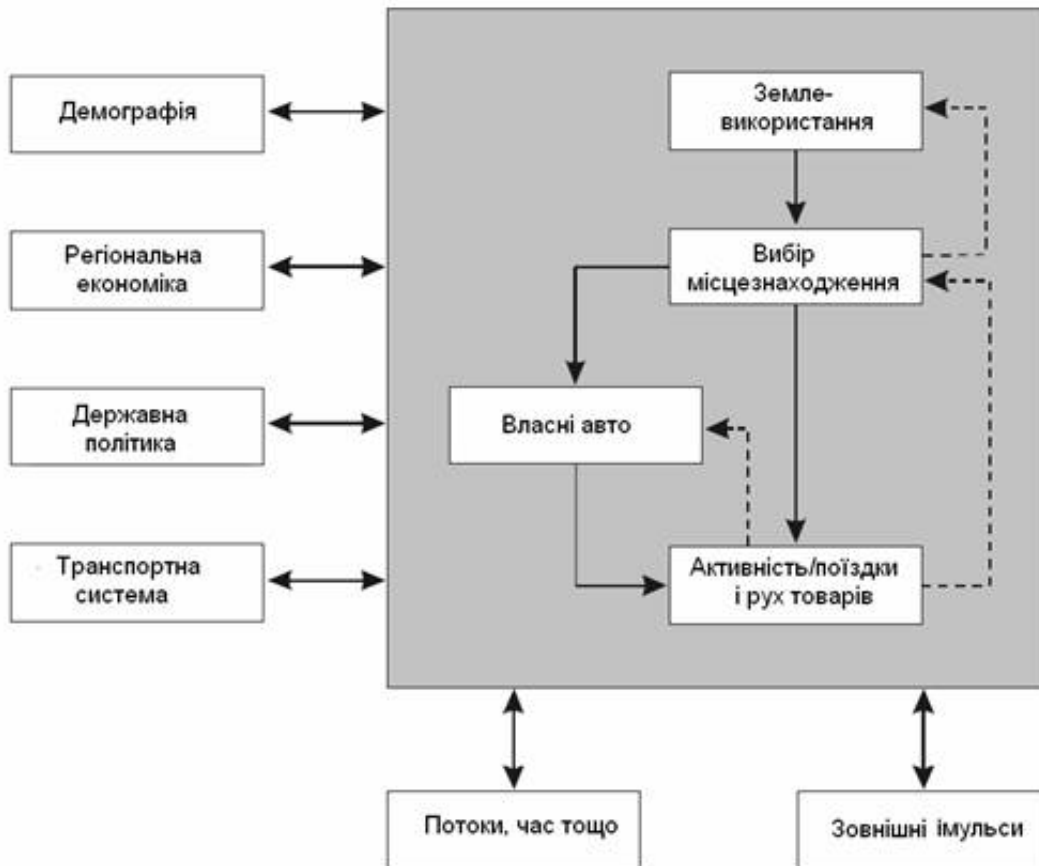 Демографія
Земле-
використання
Регіональна
економіка
Вибір
місцезнаходження
Державна
політика
Власні авто
Транспортна
система
Активність/поїздки
і рух товарів
Потоки, час тощо
Зовнішні імульси